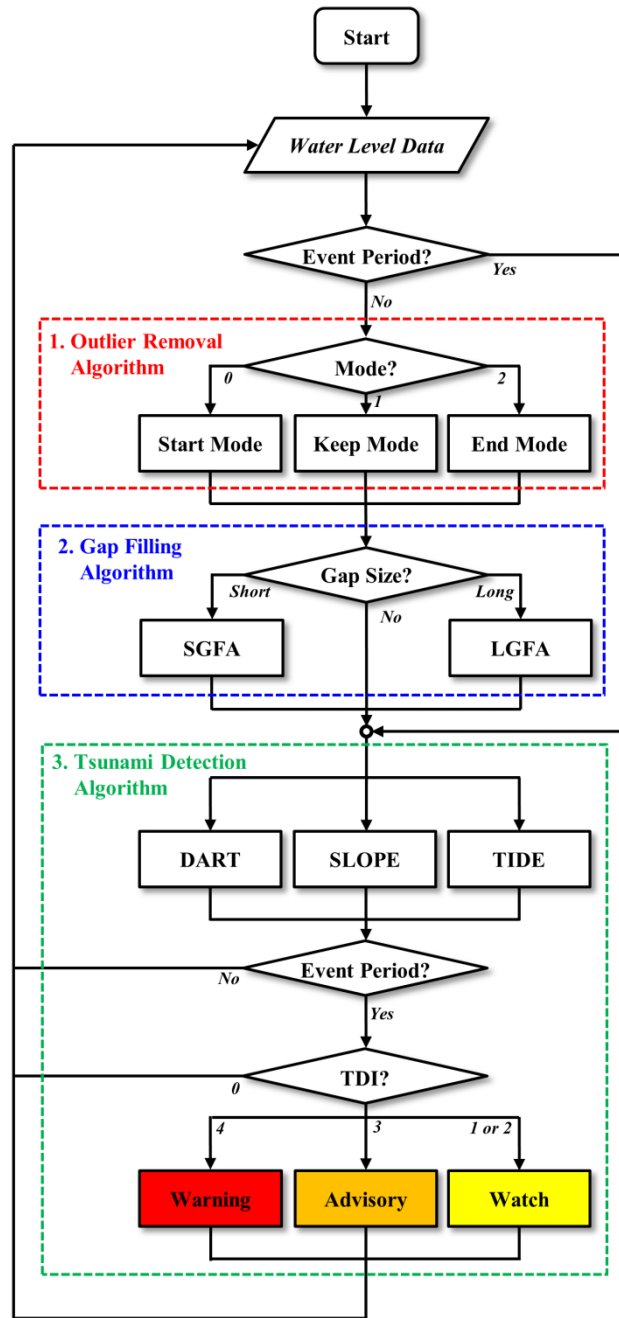 Start
Water Level Data
Event Period?
Yes
No
1. Outlier Removal
Algorithm
Mode?
0
1
2
Start Mode
Keep Mode
End Mode
2. Gap Filling
Algorithm
Gap Size?
Short
No
Long
SGFA
LGFA
3. Tsunami Detection
Algorithm
DART
SLOPE
TIDE
Event Period?
No
Yes
TDI?
0
4
3
1 or 2
Warning
Advisory
Watch